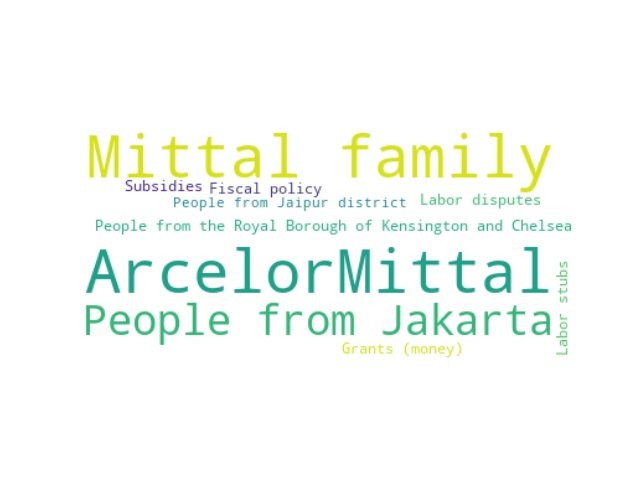 Mittal family
Subsidies
Fiscal policy
People from Jaipur district
Labor disputes
People from the Royal Borough of Kensington and Chelsea
ArcelorMittal
Labor stubs
People from Jakarta
Grants (money)